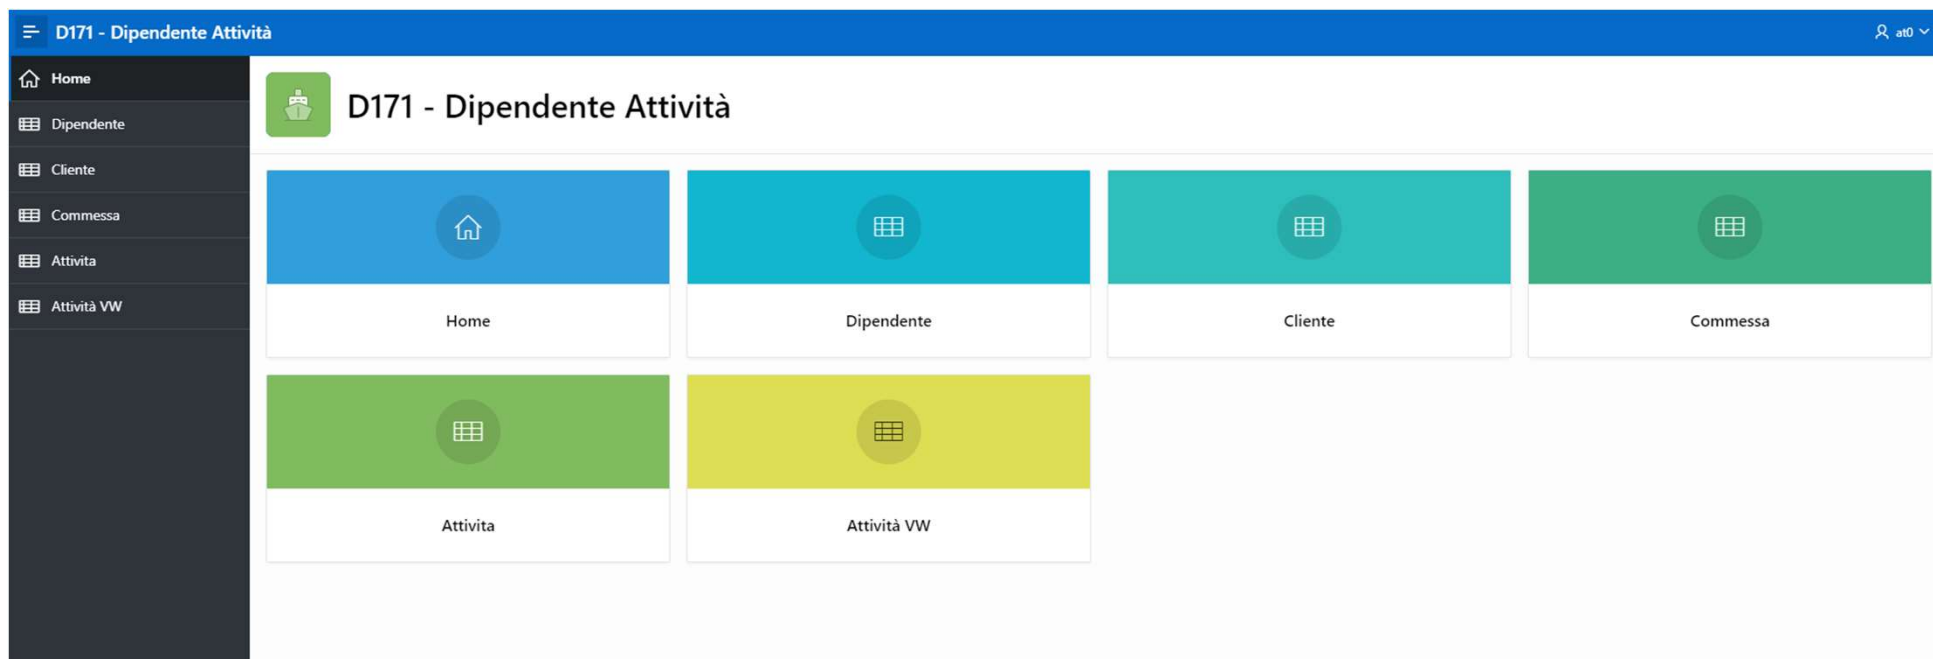 D171 - Dipendente Attività
at0
Home
Dipendente
Cliente
Commessa
Attivita
Attività VW
D171 - Dipendente Attività
Home
Dipendente
Cliente
Commessa
Attivita
Attività VW